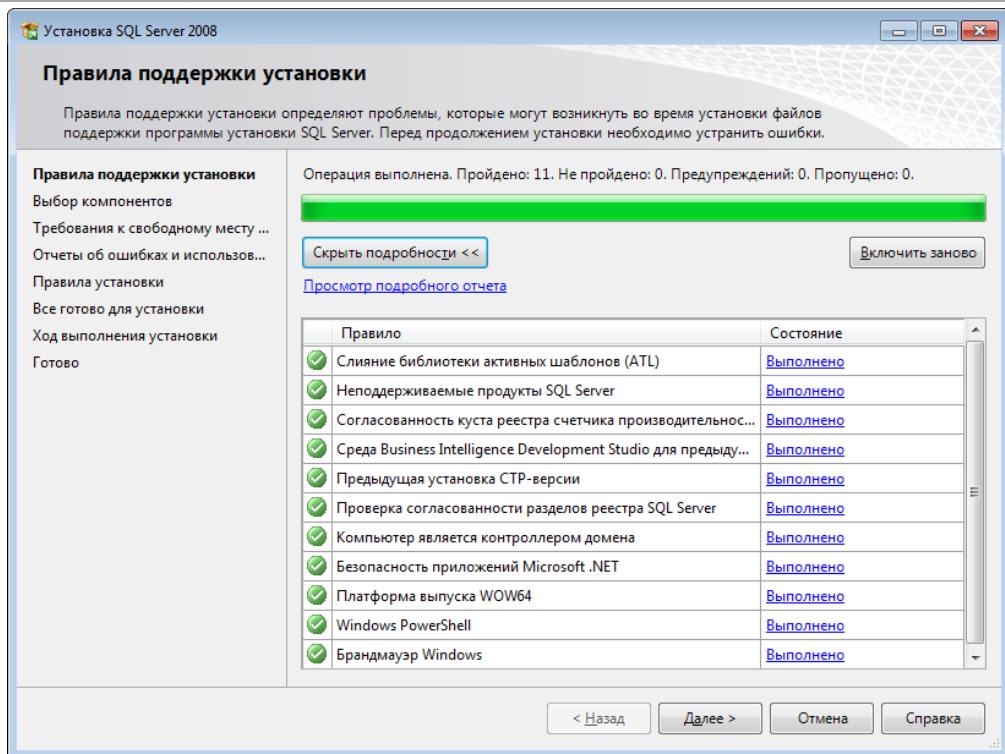 Установка SQL Server 2008
Правила поддержки установки
Правила поддержки установки определяют проблемы, которые могут возникнуть во время установки файлов
поддержки программы установки SQL Server. Перед продолжением установки необходимо устранить ошибки.
Правила поддержки установки
Выбор компонентов
Требования к свободному месту ...
Отчеты об ошибках и использов...
Правила установки
Все готово для установки
Ход выполнения установки
Готово
Операция выполнена. Пройдено: 11. Не пройдено: 0. Предупреждений: 0. Пропущено: 0.
Скрыть подробности << Включить заново
Просмотр подробного отчета
Правило Состояние
Слияние библиотеки активных шаблонов (ATL) Выполнено
Неподдерживаемые продукты SQL Server Выполнено
Согласованность куста реестра счетчика производительнос... Выполнено
Среда Business Intelligence Development Studio для предыду... Выполнено
Предыдущая установка CTP-версии Выполнено
Проверка согласованности разделов реестра SQL Server Выполнено
Компьютер является контроллером домена Выполнено
Безопасность приложений Microsoft .NET Выполнено
Платформа выпуска WOW64 Выполнено
Windows PowerShell Выполнено
Брандмауэр Windows Выполнено
< Назад Далее > Отмена Справка